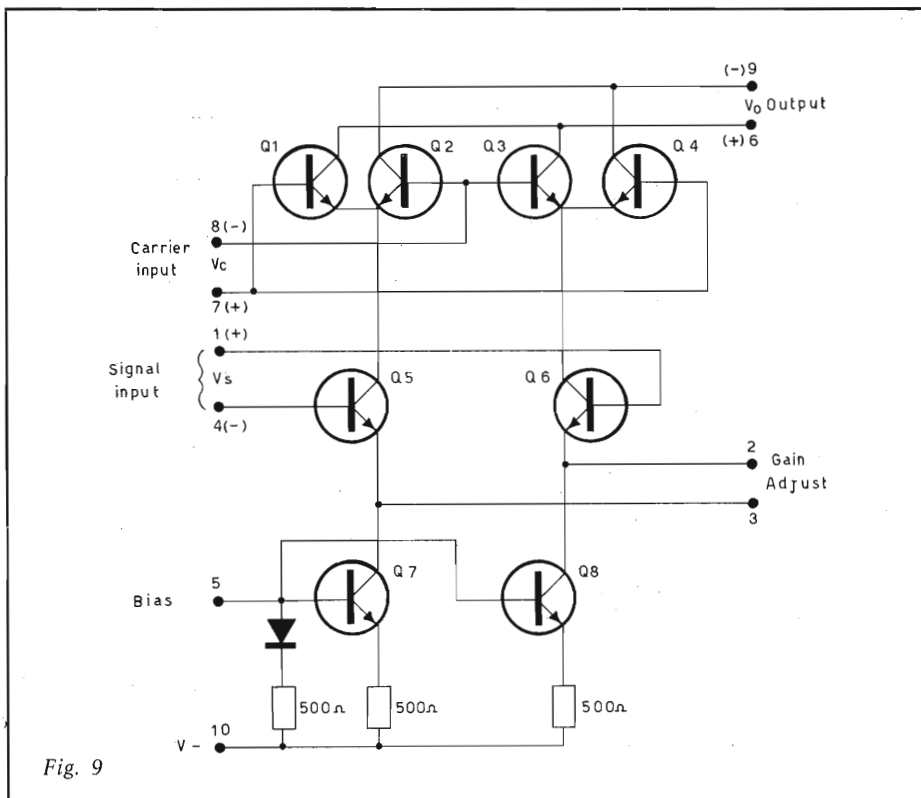 (-)9
Vo Output
(+)6
Q1
Q2
Q3
Q4
8(-)
Carrier input
Vc
7(+)
1(+)
Signal input
Vs
4(-)
Q5
Q6
2
Gain Adjust
3
5
Bias
Q7
Q8
500Ω
500Ω
500Ω
10
V-
Fig. 9